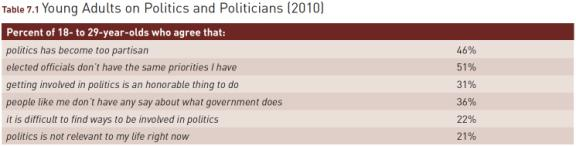 Table 7.1 Young Adults on Politics and Politicians (2010)
Percent of 18- to 29-year-olds who agree that:
politics has become too partisan 46%
elected officials don't have the same priorities I have 51%
getting involved in politics is an honorable thing to do 31%
people like me don't have any say about what government does 36%
it is difficult to find ways to be involved in politics 22%
politics is not relevant to my life right now 21%